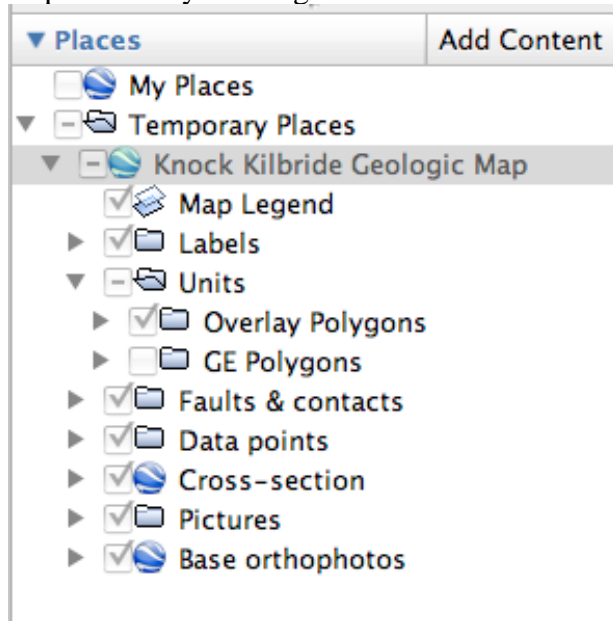 Places Add Content
My Places
Temporary Places
Knock Kilbride Geologic Map
Map Legend
Labels
Units
Overlay Polygons
GE Polygons
Faults & contacts
Data points
Cross-section
Pictures
Base orthophotos